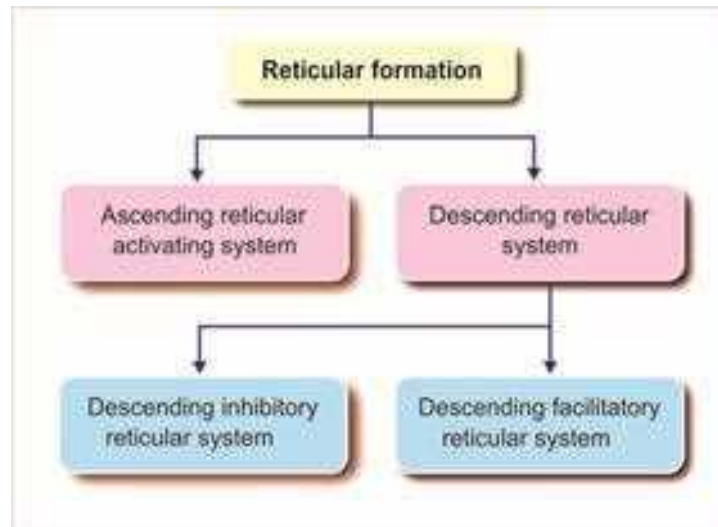 Reticular formation
Ascending reticular
activating system
Descending reticular
system
Descending inhibitory
reticular system
Descending facilitatory
reticular system